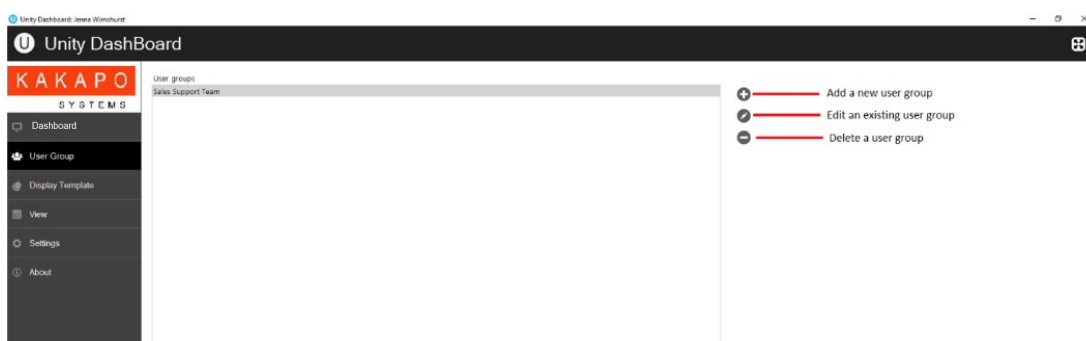 Unity Dashboard: Jenna Wimshurst
U Unity DashBoard
KAKAPO
SYSTEMS
Dashboard
User Group
Display Template
View
Settings
About
User groups
Sales Support Team
Add a new user group
Edit an existing user group
Delete a user group